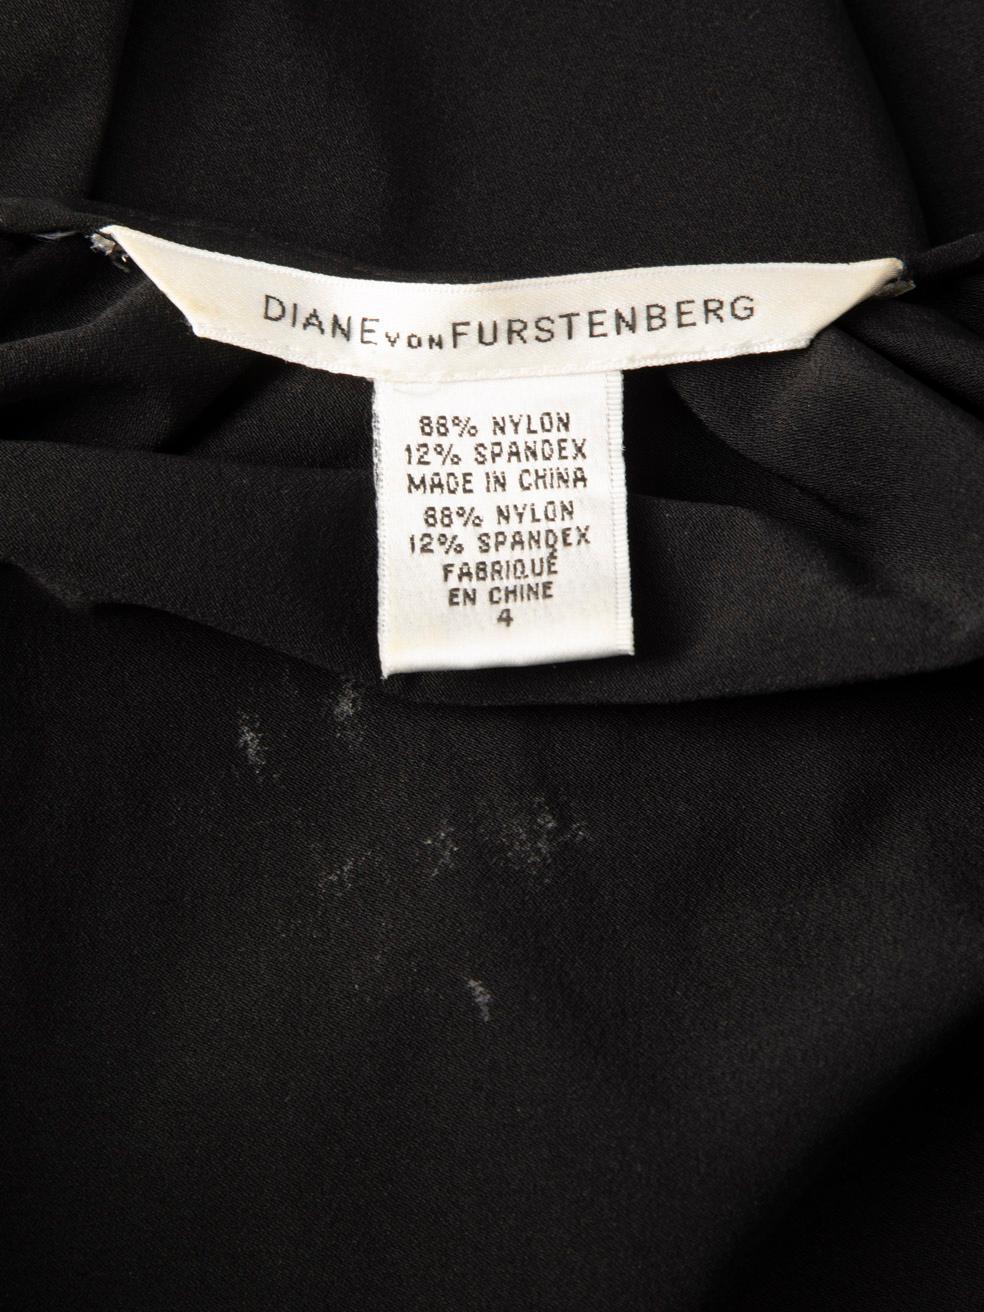 DIANE VON FURSTENBERG
88% NYLON
12% SPANDEX
MADE IN CHINA
88% NYLON
12% SPANDEX
FABRIQUÉ
EN CHINE
4